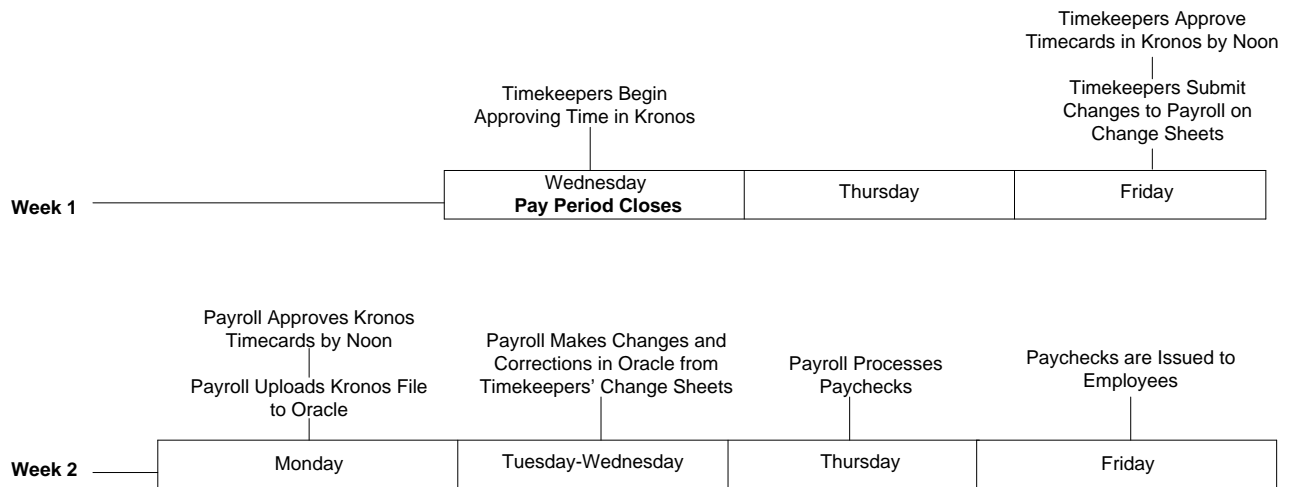 Timekeepers Approve
Timecards in Kronos by Noon
Timekeepers Begin
Approving Time in Kronos
Timekeepers Submit
Changes to Payroll on
Change Sheets
Week 1
Wednesday
Pay Period Closes
Thursday
Friday
Payroll Approves Kronos
Timecards by Noon
Payroll Uploads Kronos File
to Oracle
Payroll Makes Changes and
Corrections in Oracle from
Timekeepers’ Change Sheets
Payroll Processes
Paychecks
Paychecks are Issued to
Employees
Week 2
Monday
Tuesday-Wednesday
Thursday
Friday